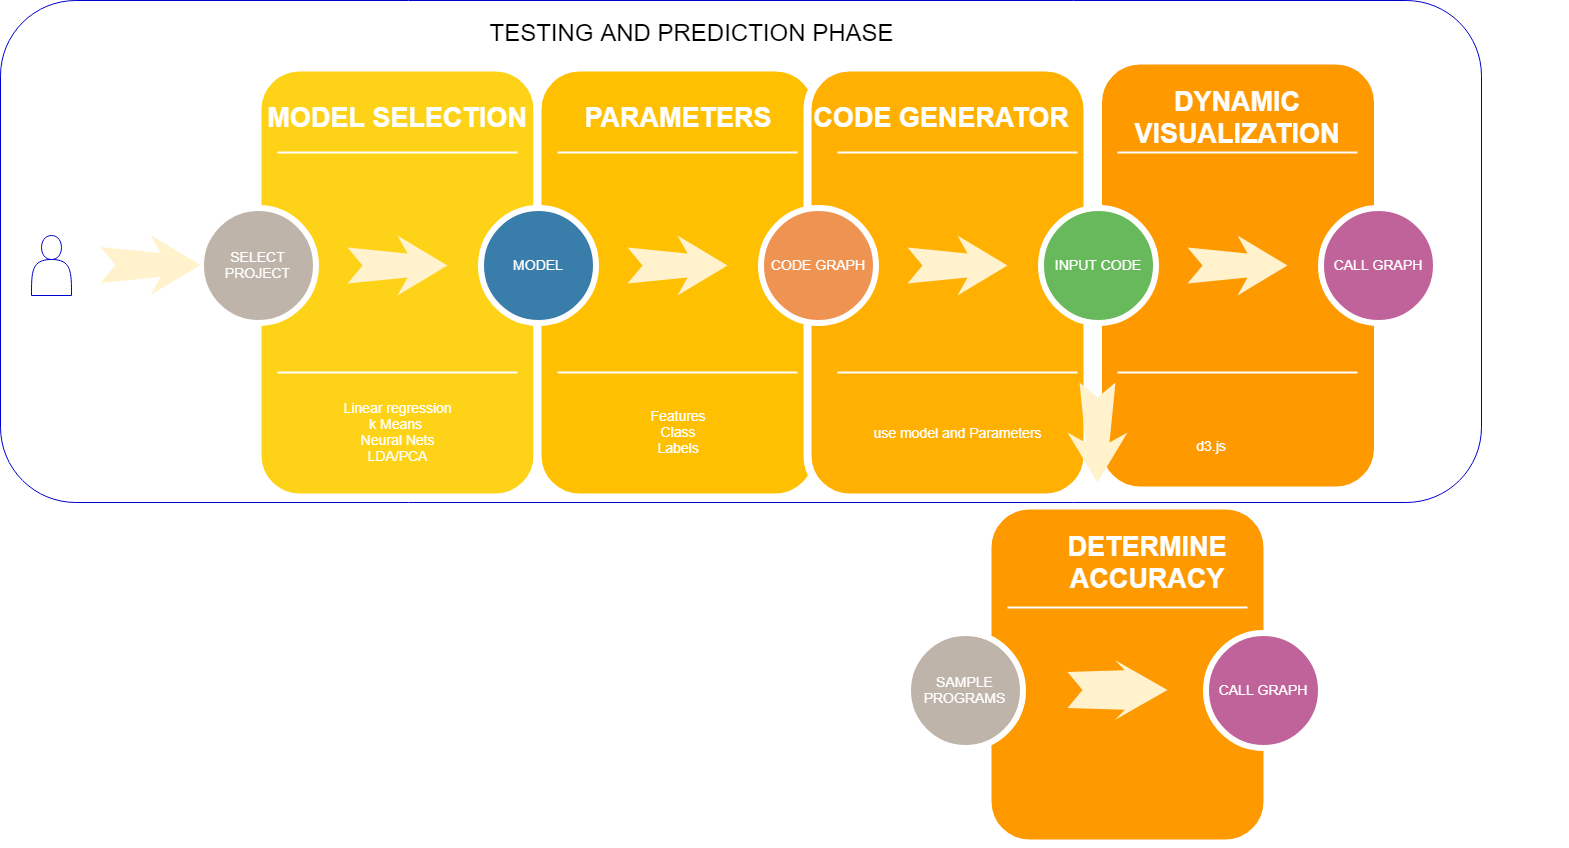 TESTING AND PREDICTION PHASE
MODEL SELECTION
PARAMETERS
CODE GENERATOR
DYNAMIC
VISUALIZATION
SELECT
PROJECT
MODEL
CODE GRAPH
INPUT CODE
CALL GRAPH
Linear regression
k Means
Neural Nets
LDA/PCA
Features
Class
Labels
use model and Parameters
d3.js
DETERMINE
ACCURACY
SAMPLE
PROGRAMS
CALL GRAPH